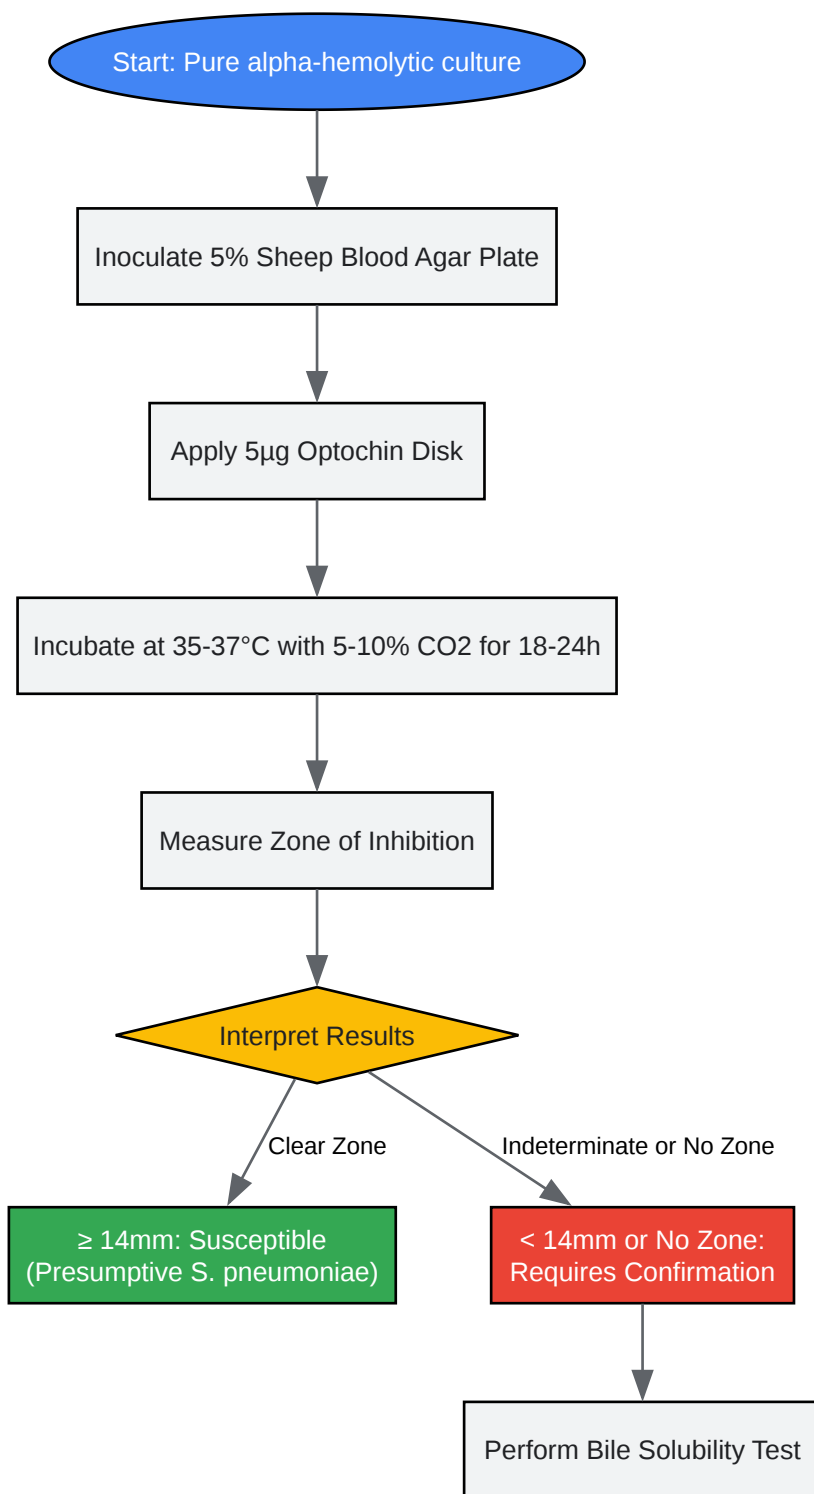 Start: Pure alpha-hemolytic culture
Inoculate 5% Sheep Blood Agar Plate
Apply 5µg Optochin Disk
Incubate at 35-37°C with 5-10% CO2 for 18-24h
Measure Zone of Inhibition
Interpret Results
Clear Zone
Indeterminate or No Zone
≥ 14mm: Susceptible
(Presumptive S. pneumoniae)
< 14mm or No Zone:
Requires Confirmation
Perform Bile Solubility Test